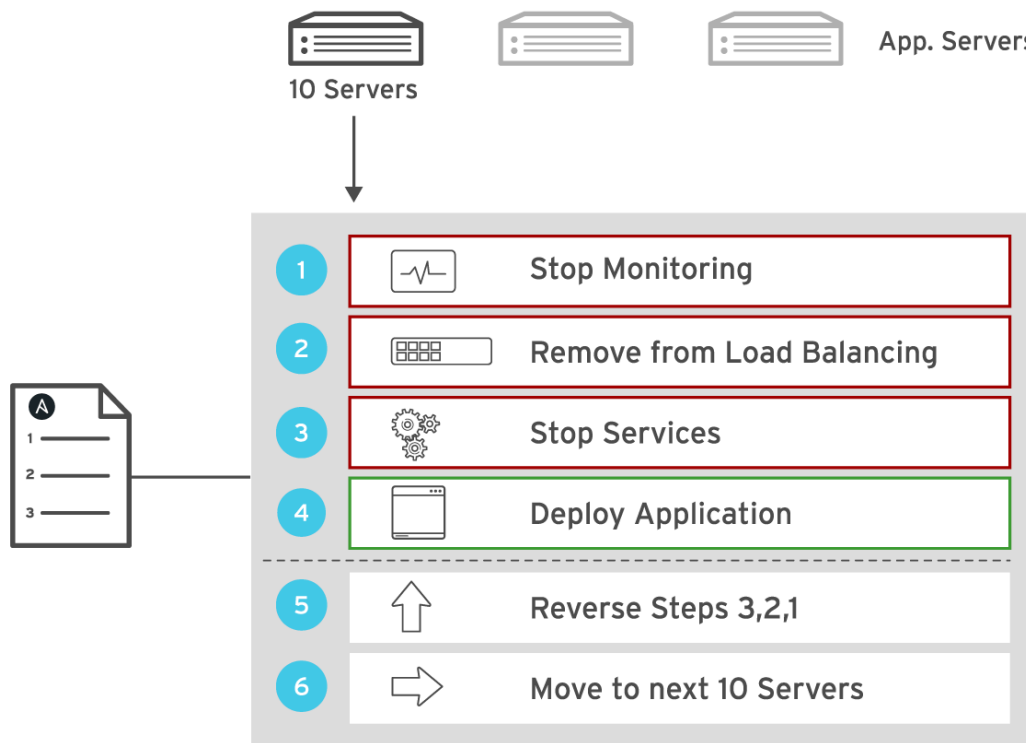 App. Servers
10 Servers
1 Stop Monitoring
2 Remove from Load Balancing
3 Stop Services
4 Deploy Application
5 Reverse Steps 3,2,1
6 Move to next 10 Servers
A
1
2
3